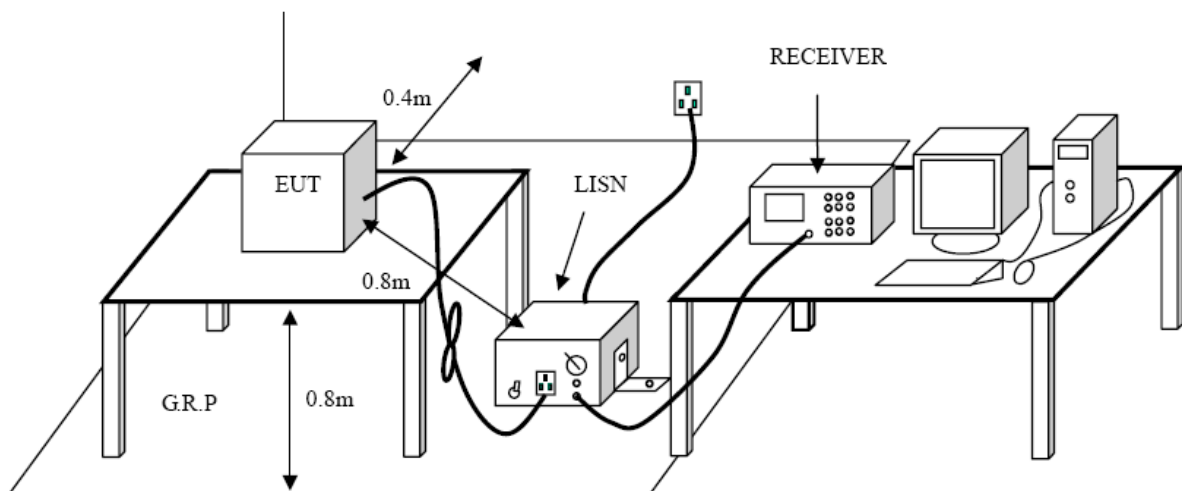 RECEIVER
0.4m
EUT
LISN
0.8m
G.R.P
0.8m